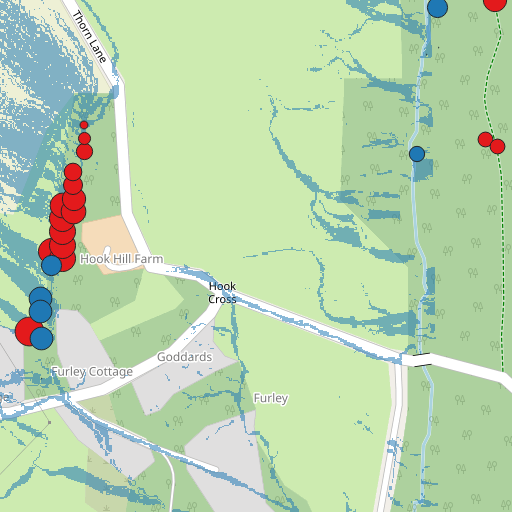 Thorn Lane
Hook Hill Farm
Hook
Cross
Goddards
Furley Cottage
Furley